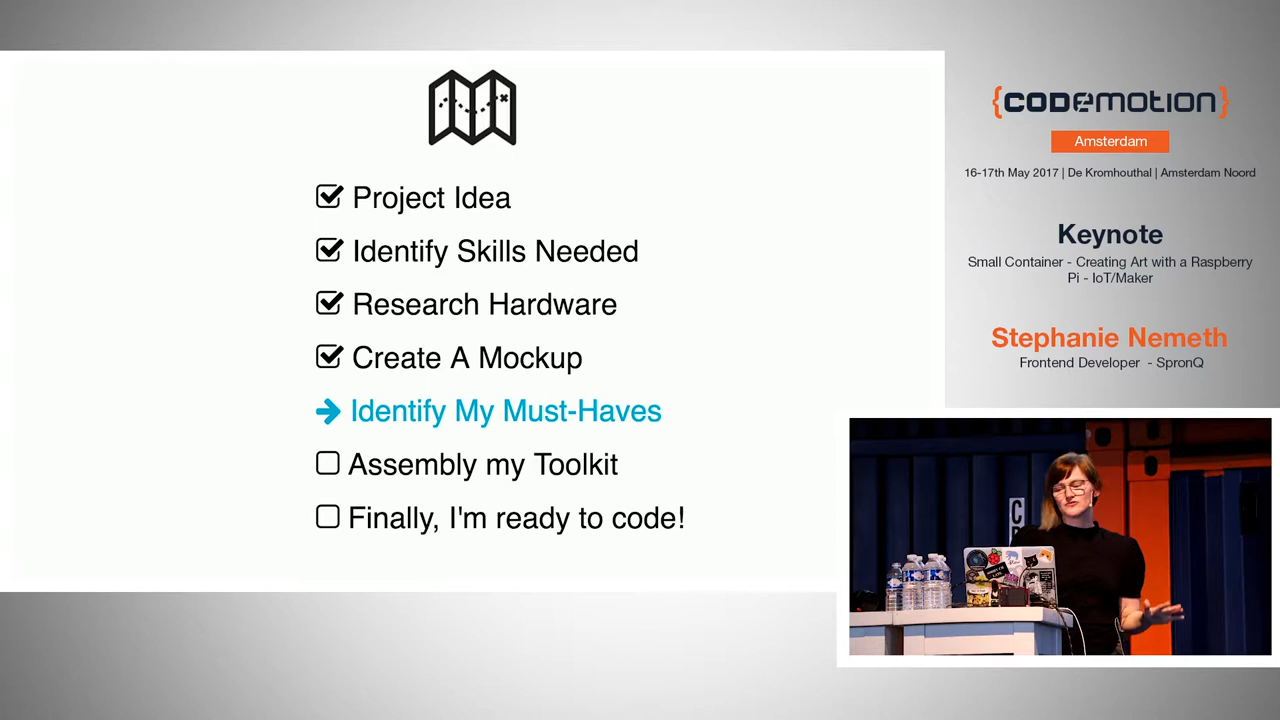 Project Idea
Identify Skills Needed
Research Hardware
Create A Mockup
Identify My Must-Haves
Assembly my Toolkit
Finally, I'm ready to code!
{CODEMOTION}
Amsterdam
16-17th May 2017 | De Kromhouthal | Amsterdam Noord
Keynote
Small Container - Creating Art with a Raspberry
Pi - IoT/Maker
Stephanie Nemeth
Frontend Developer - SpronQ